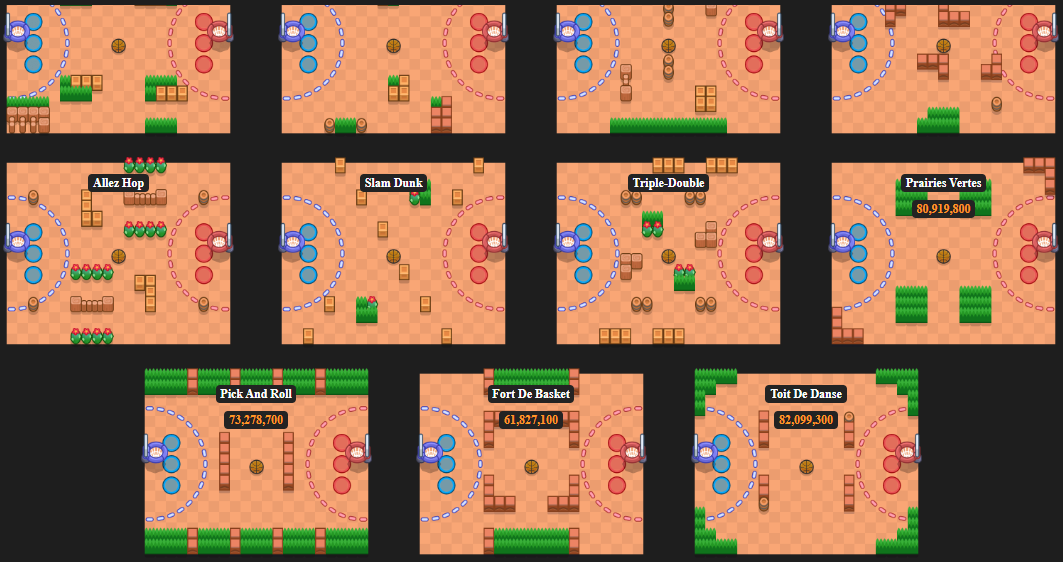 Allez Hop
Slam Dunk
Triple-Double
Prairies Vertes
80,919,800
Pick And Roll
73,278,700
Fort De Basket
61,827,100
Toit De Danse
82,099,300